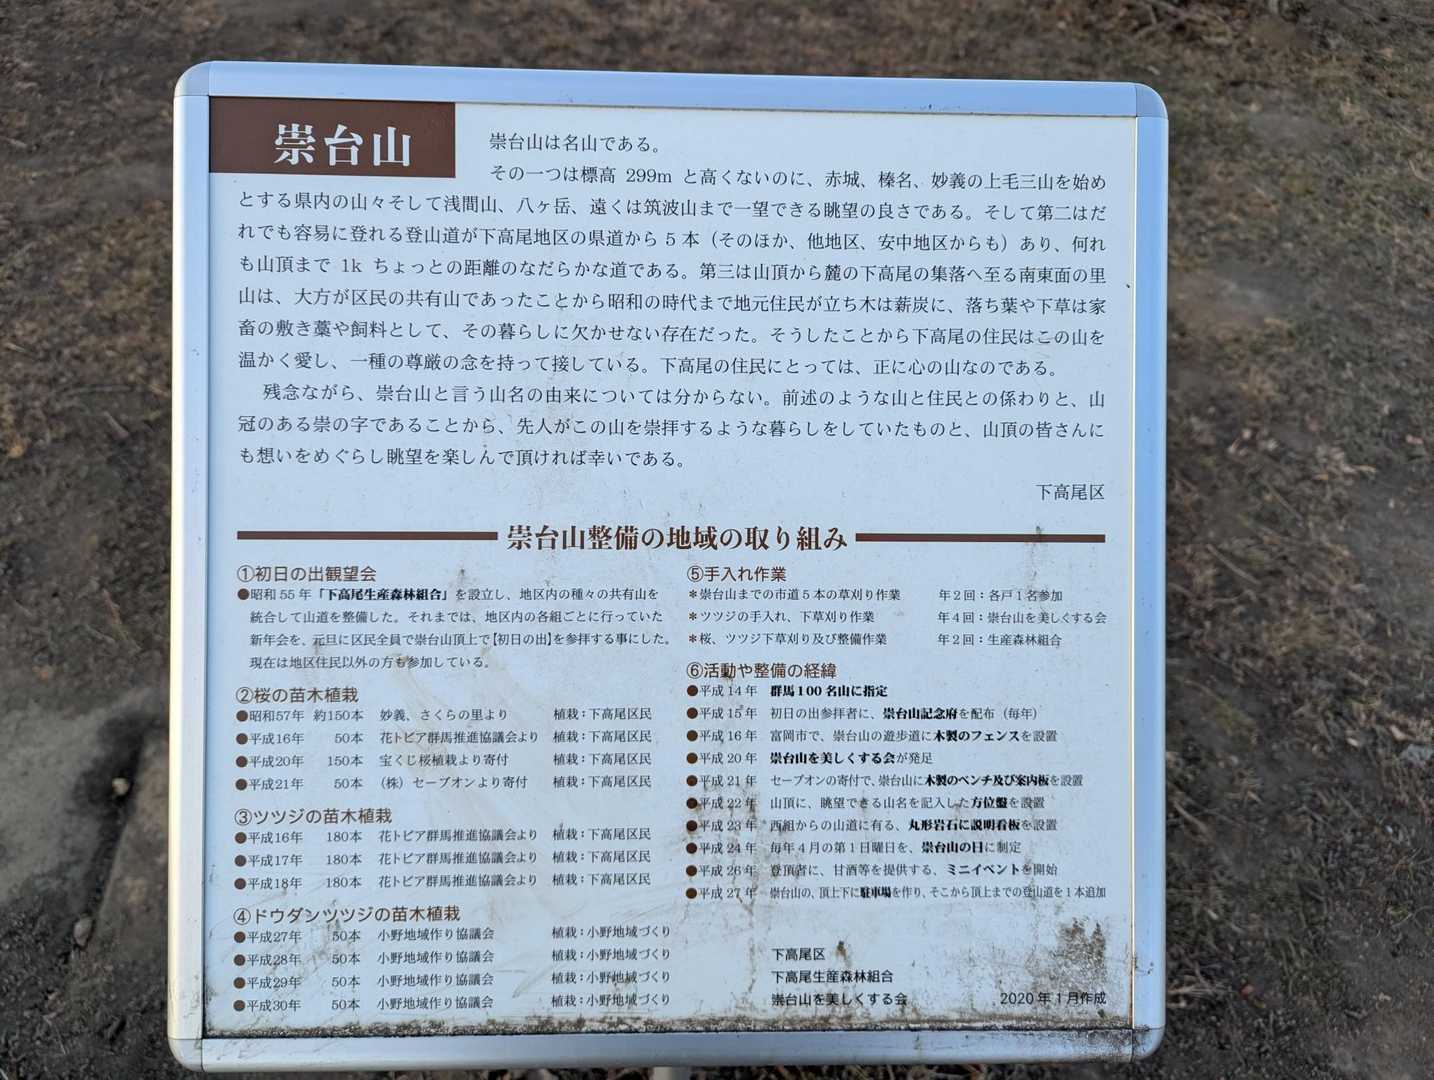 崇台山
崇台山は名山である。
その一つは標高 299m と高くないのに、赤城、榛名、妙義の上毛三山を始め
とする県内の山々そして浅間山、八ヶ岳、遠くは筑波山まで一望できる眺望の良さである。そして第二はだ
れでも容易に登れる登山道が下高尾地区の県道から 5 本（そのほか、他地区、安中地区からも）あり、何れ
も山頂まで 1k ちょっとの距離のなだらかな道である。第三は山頂から麓の下高尾の集落へ至る南東面の里
山は、大方が区民の共有山であったことから昭和の時代まで地元住民が立ち木は薪炭に、落ち葉や下草は家
畜の敷き藁や飼料として、その暮らしに欠かせない存在だった。そうしたことから下高尾の住民はこの山を
温かく愛し、一種の尊厳の念を持って接している。下高尾の住民にとっては、正に心の山なのである。
残念ながら、崇台山と言う山名の由来については分からない。前述のような山と住民との係わりと、山
冠のある崇の字であることから、先人がこの山を崇拝するような暮らしをしていたものと、山頂の皆さんに
も想いをめぐらし眺望を楽しんで頂ければ幸いである。
下高尾区
崇台山整備の地域の取り組み
①初日の出観望会
●昭和 55 年「下高尾生産森林組合」を設立し、地区内の種々の共有山を
統合して山道を整備した。それまでは、地区内の各組ごとに行っていた
新年会を、元旦に区民全員で崇台山頂上で【初日の出】を参拝する事にした。
現在は地区住民以外の方も参加している。
②桜の苗木植栽
●昭和57年 約150本 妙義、さくらの里より 植栽：下高尾区民
●平成16年 50本 花トピア群馬推進協議会より 植栽：下高尾区民
●平成20年 150本 宝くじ桜植栽より寄付 植栽：下高尾区民
●平成21年 50本 （株）セーブオンより寄付 植栽：下高尾区民
③ツツジの苗木植栽
●平成16年 180本 花トピア群馬推進協議会より 植栽：下高尾区民
●平成17年 180本 花トピア群馬推進協議会より 植栽：下高尾区民
●平成18年 180本 花トピア群馬推進協議会より 植栽：下高尾区民
④ドウダンツツジの苗木植栽
●平成27年 50本 小野地域作り協議会 植栽：小野地域づくり
●平成28年 50本 小野地域作り協議会 植栽：小野地域づくり
●平成29年 50本 小野地域作り協議会 植栽：小野地域づくり
●平成30年 50本 小野地域作り協議会 植栽：小野地域づくり
⑤手入れ作業
＊崇台山までの市道５本の草刈り作業 年２回：各戸１名参加
＊ツツジの手入れ、下草刈り作業 年４回：崇台山を美しくする会
＊桜、ツツジ下草刈り及び整備作業 年２回：生産森林組合
⑥活動や整備の経緯
●平成 14 年 群馬100 名山に指定
●平成 15 年 初日の出参拝者に、崇台山記念府を配布（毎年）
●平成 16 年 富岡市で、崇台山の遊歩道に木製のフェンスを設置
●平成 20 年 崇台山を美しくする会が発足
●平成 21 年 セーブオンの寄付で、崇台山に木製のベンチ及び案内板を設置
●平成 22 年 山頂に、眺望できる山名を記入した方位盤を設置
●平成 23 年 西組からの山道に有る、丸形岩石に説明看板を設置
●平成 24 年 毎年４月の第１日曜日を、崇台山の日に制定
●平成 26 年 登頂者に、甘酒等を提供する、ミニイベントを開始
●平成 27 年 崇台山の、頂上下に駐車場を作り、そこから頂上までの登山道を１本追加
下高尾区
下高尾生産森林組合
崇台山を美しくする会 2020 年１月作成